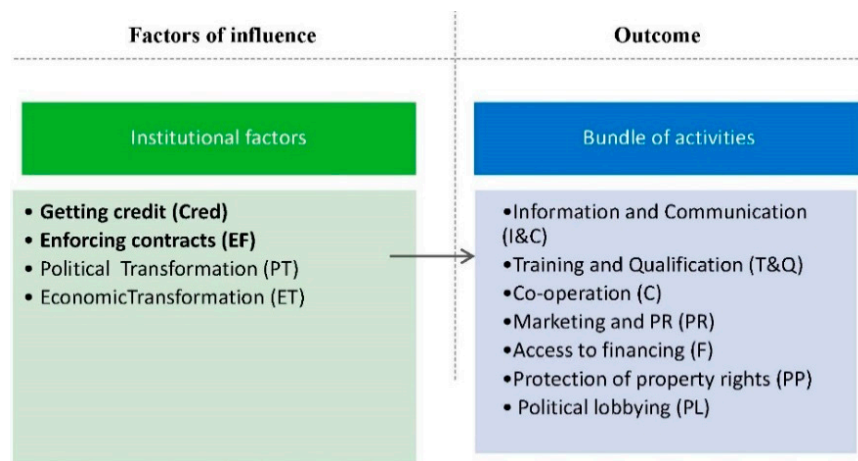 Factors of influence
Outcome
Institutional factors
• Getting credit (Cred)
• Enforcing contracts (EF)
• Political Transformation (PT)
• EconomicTransformation (ET)
Bundle of activities
•Information and Communication
(I&C)
•Training and Qualification (T&Q)
•Co-operation (C)
•Marketing and PR (PR)
•Access to financing (F)
•Protection of property rights (PP)
• Political lobbying (PL)